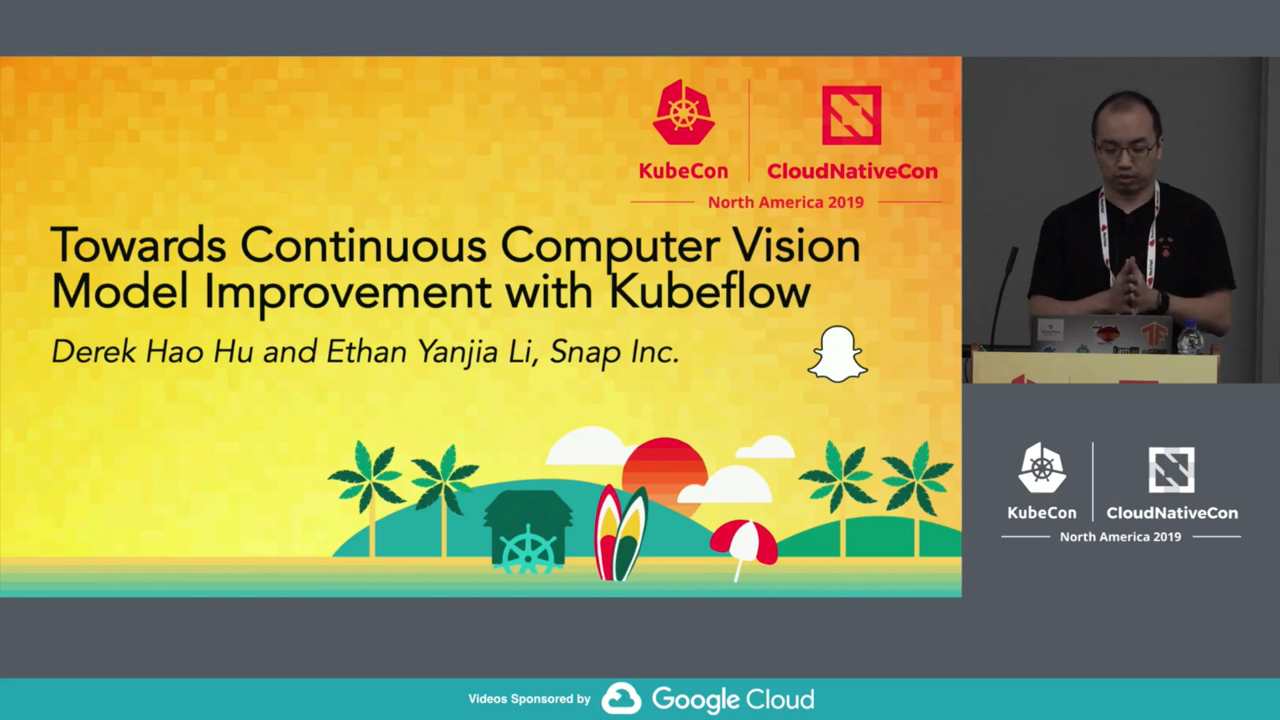 KubeCon
CloudNativeCon
North America 2019
Towards Continuous Computer Vision
Model Improvement with Kubeflow
Derek Hao Hu and Ethan Yanjia Li, Snap Inc.
KubeCon
CloudNativeCon
North America 2019
Videos Sponsored by Google Cloud